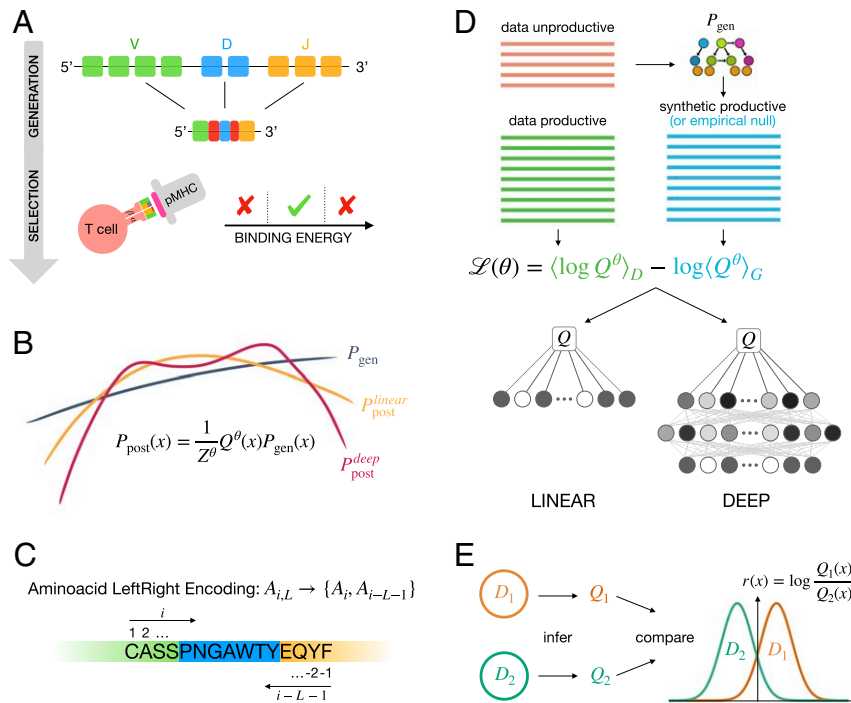 A
GENERATION
SELECTION
V D J
5’ 3’
5’ 3’
T cell
pMHC
✘ ✓ ✘
BINDING ENERGY
B
P_gen
P_post^linear
P_post^deep
P_post(x) = 1/Z^θ Q^θ(x)P_gen(x)
C
Aminoacid LeftRight Encoding: A_{i,L} → {A_i, A_{i−L−1}}
i
1 2 ...
CASSPNGAWTYEQYF
...-2-1
i − L − 1
D
data unproductive
P_gen
data productive
synthetic productive
(or empirical null)
ℒ(θ) = ⟨log Q^θ⟩_D − log⟨Q^θ⟩_G
Q
Q
LINEAR
DEEP
E
D_1 Q_1
infer compare
D_2 Q_2
r(x) = log Q_1(x)/Q_2(x)
D_2 D_1